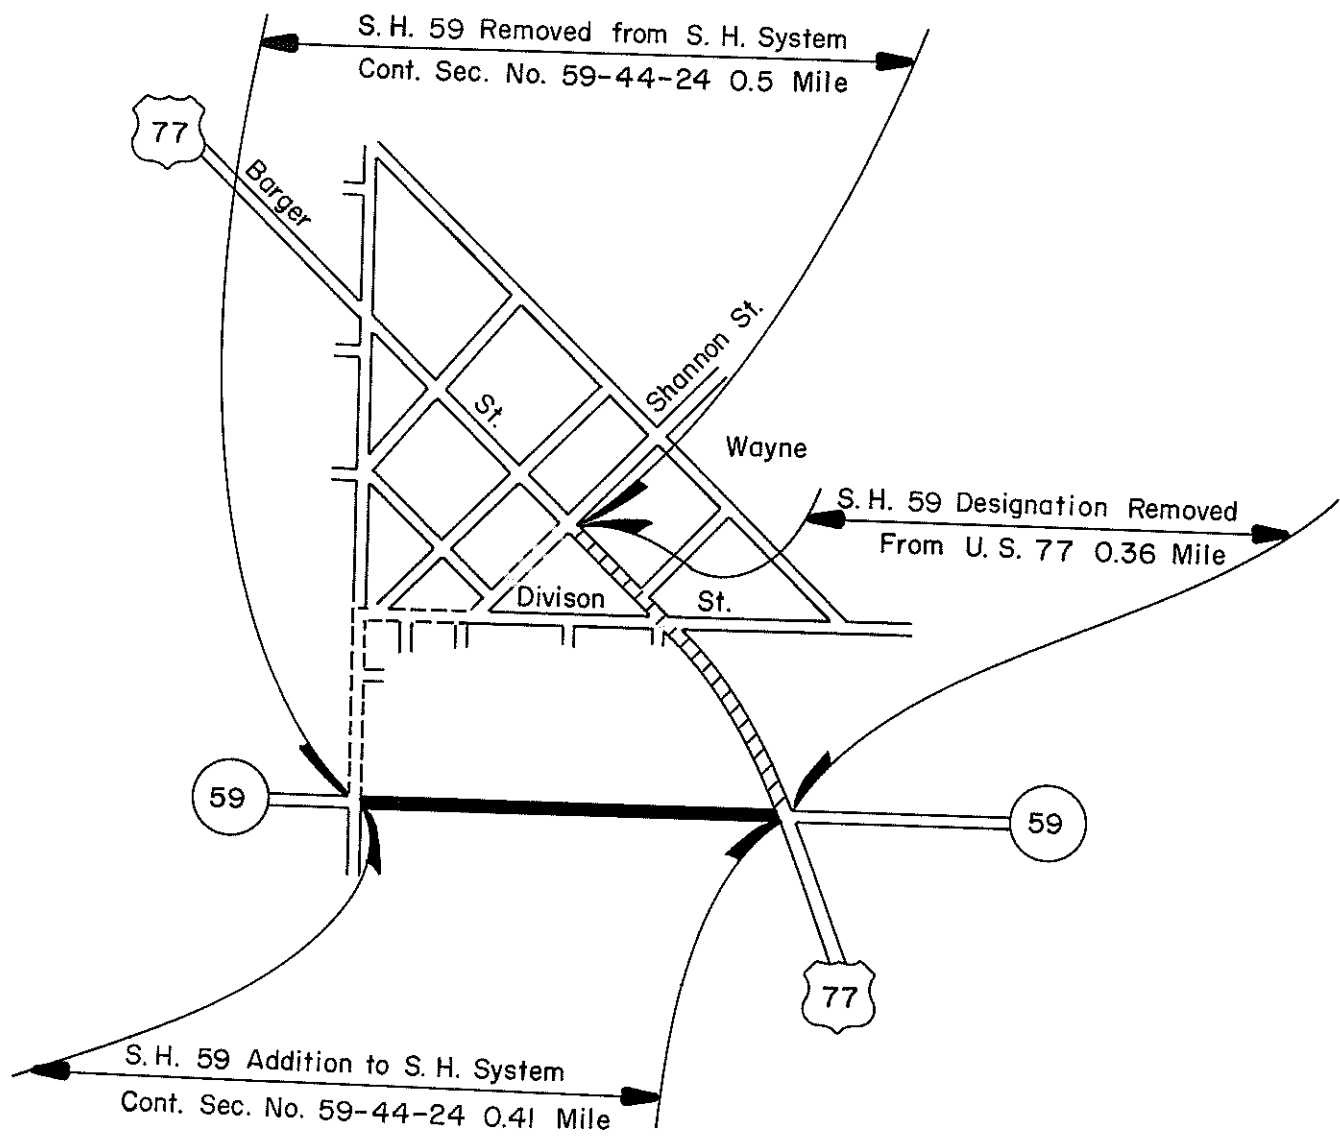 S. H. 59 Removed from S. H. System
Cont. Sec. No. 59-44-24 0.5 Mile
77
Barger
Shannon St.
St.
Wayne
S. H. 59 Designation Removed
From U. S. 77 0.36 Mile
Divison St.
59
59
77
S. H. 59 Addition to S. H. System
Cont. Sec. No. 59-44-24 0.41 Mile